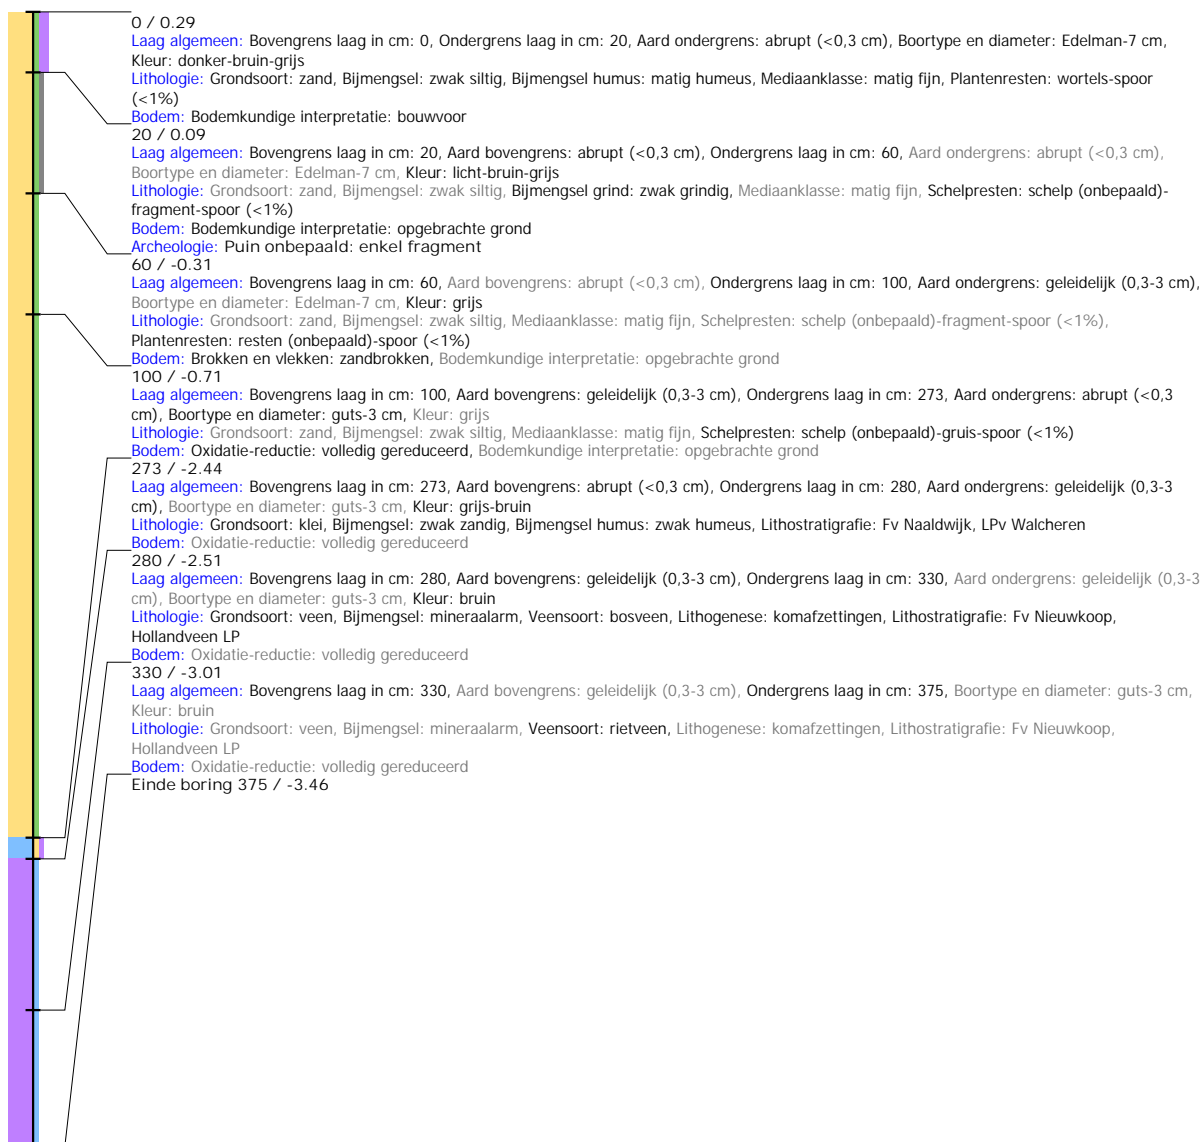 0 / 0.29
Laag algemeen: Bovengrens laag in cm: 0, Ondergrens laag in cm: 20, Aard ondergrens: abrupt (<0,3 cm), Boortype en diameter: Edelman-7 cm,
Kleur: donker-bruin-grijs
Lithologie: Grondsoort: zand, Bijmengsel: zwak siltig, Bijmengsel humus: matig humeus, Mediaanklasse: matig fijn, Plantenresten: wortels-spoor
(<1%)
Bodem: Bodemkundige interpretatie: bouwvoor
20 / 0.09
Laag algemeen: Bovengrens laag in cm: 20, Aard bovengrens: abrupt (<0,3 cm), Ondergrens laag in cm: 60, Aard ondergrens: abrupt (<0,3 cm),
Boortype en diameter: Edelman-7 cm, Kleur: licht-bruin-grijs
Lithologie: Grondsoort: zand, Bijmengsel: zwak siltig, Bijmengsel grind: zwak grindig, Mediaanklasse: matig fijn, Schelpresten: schelp (onbepaald)-
fragment-spoor (<1%)
Bodem: Bodemkundige interpretatie: opgebrachte grond
Archeologie: Puin onbepaald: enkel fragment
60 / -0.31
Laag algemeen: Bovengrens laag in cm: 60, Aard bovengrens: abrupt (<0,3 cm), Ondergrens laag in cm: 100, Aard ondergrens: geleidelijk (0,3-3 cm),
Boortype en diameter: Edelman-7 cm, Kleur: grijs
Lithologie: Grondsoort: zand, Bijmengsel: zwak siltig, Mediaanklasse: matig fijn, Schelpresten: schelp (onbepaald)-fragment-spoor (<1%),
Plantenresten: resten (onbepaald)-spoor (<1%)
Bodem: Brokken en vlekken: zandbrokken, Bodemkundige interpretatie: opgebrachte grond
100 / -0.71
Laag algemeen: Bovengrens laag in cm: 100, Aard bovengrens: geleidelijk (0,3-3 cm), Ondergrens laag in cm: 273, Aard ondergrens: abrupt (<0,3
cm), Boortype en diameter: guts-3 cm, Kleur: grijs
Lithologie: Grondsoort: zand, Bijmengsel: zwak siltig, Mediaanklasse: matig fijn, Schelpresten: schelp (onbepaald)-gruis-spoor (<1%)
Bodem: Oxidatie-reductie: volledig gereduceerd, Bodemkundige interpretatie: opgebrachte grond
273 / -2.44
Laag algemeen: Bovengrens laag in cm: 273, Aard bovengrens: abrupt (<0,3 cm), Ondergrens laag in cm: 280, Aard ondergrens: geleidelijk (0,3-3
cm), Boortype en diameter: guts-3 cm, Kleur: grijs-bruin
Lithologie: Grondsoort: klei, Bijmengsel: zwak zandig, Bijmengsel humus: zwak humeus, Lithostratigrafie: Fv Naaldwijk, LPv Walcheren
Bodem: Oxidatie-reductie: volledig gereduceerd
280 / -2.51
Laag algemeen: Bovengrens laag in cm: 280, Aard bovengrens: geleidelijk (0,3-3 cm), Ondergrens laag in cm: 330, Aard ondergrens: geleidelijk (0,3-3
cm), Boortype en diameter: guts-3 cm, Kleur: bruin
Lithologie: Grondsoort: veen, Bijmengsel: mineraalarm, Veensoort: bosveen, Lithogenese: komafzettingen, Lithostratigrafie: Fv Nieuwkoop,
Hollandveen LP
Bodem: Oxidatie-reductie: volledig gereduceerd
330 / -3.01
Laag algemeen: Bovengrens laag in cm: 330, Aard bovengrens: geleidelijk (0,3-3 cm), Ondergrens laag in cm: 375, Boortype en diameter: guts-3 cm,
Kleur: bruin
Lithologie: Grondsoort: veen, Bijmengsel: mineraalarm, Veensoort: rietveen, Lithogenese: komafzettingen, Lithostratigrafie: Fv Nieuwkoop,
Hollandveen LP
Bodem: Oxidatie-reductie: volledig gereduceerd
Einde boring 375 / -3.46